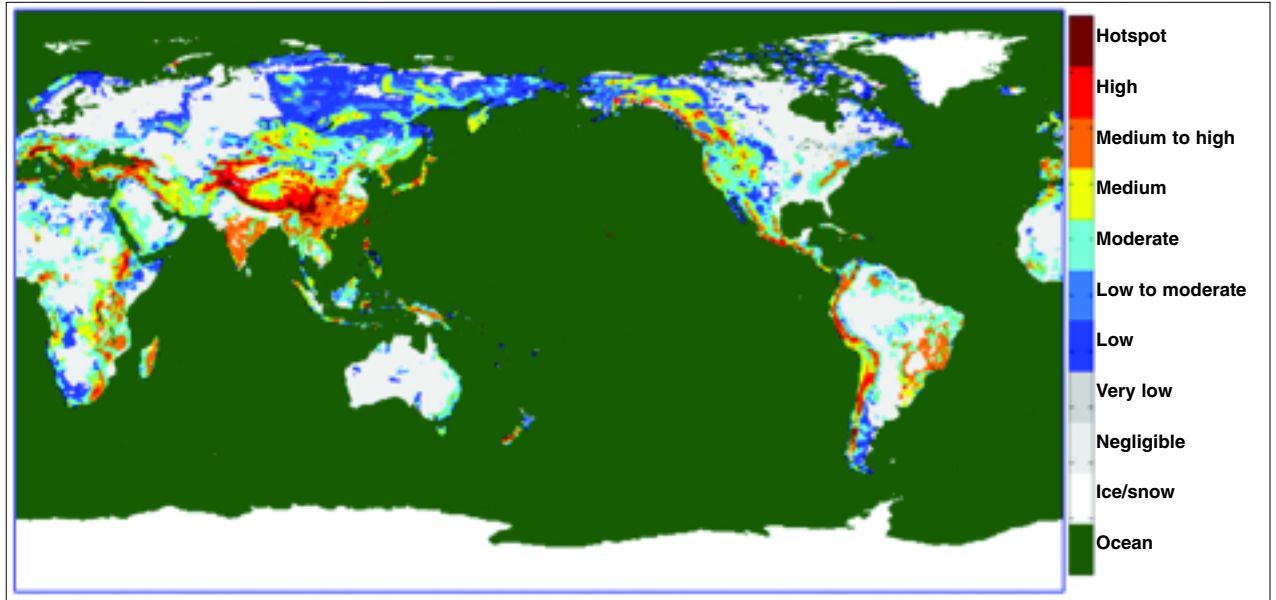 Hotspot
High
Medium to high
Medium
Moderate
Low to moderate
Low
Very low
Negligible
Ice/snow
Ocean